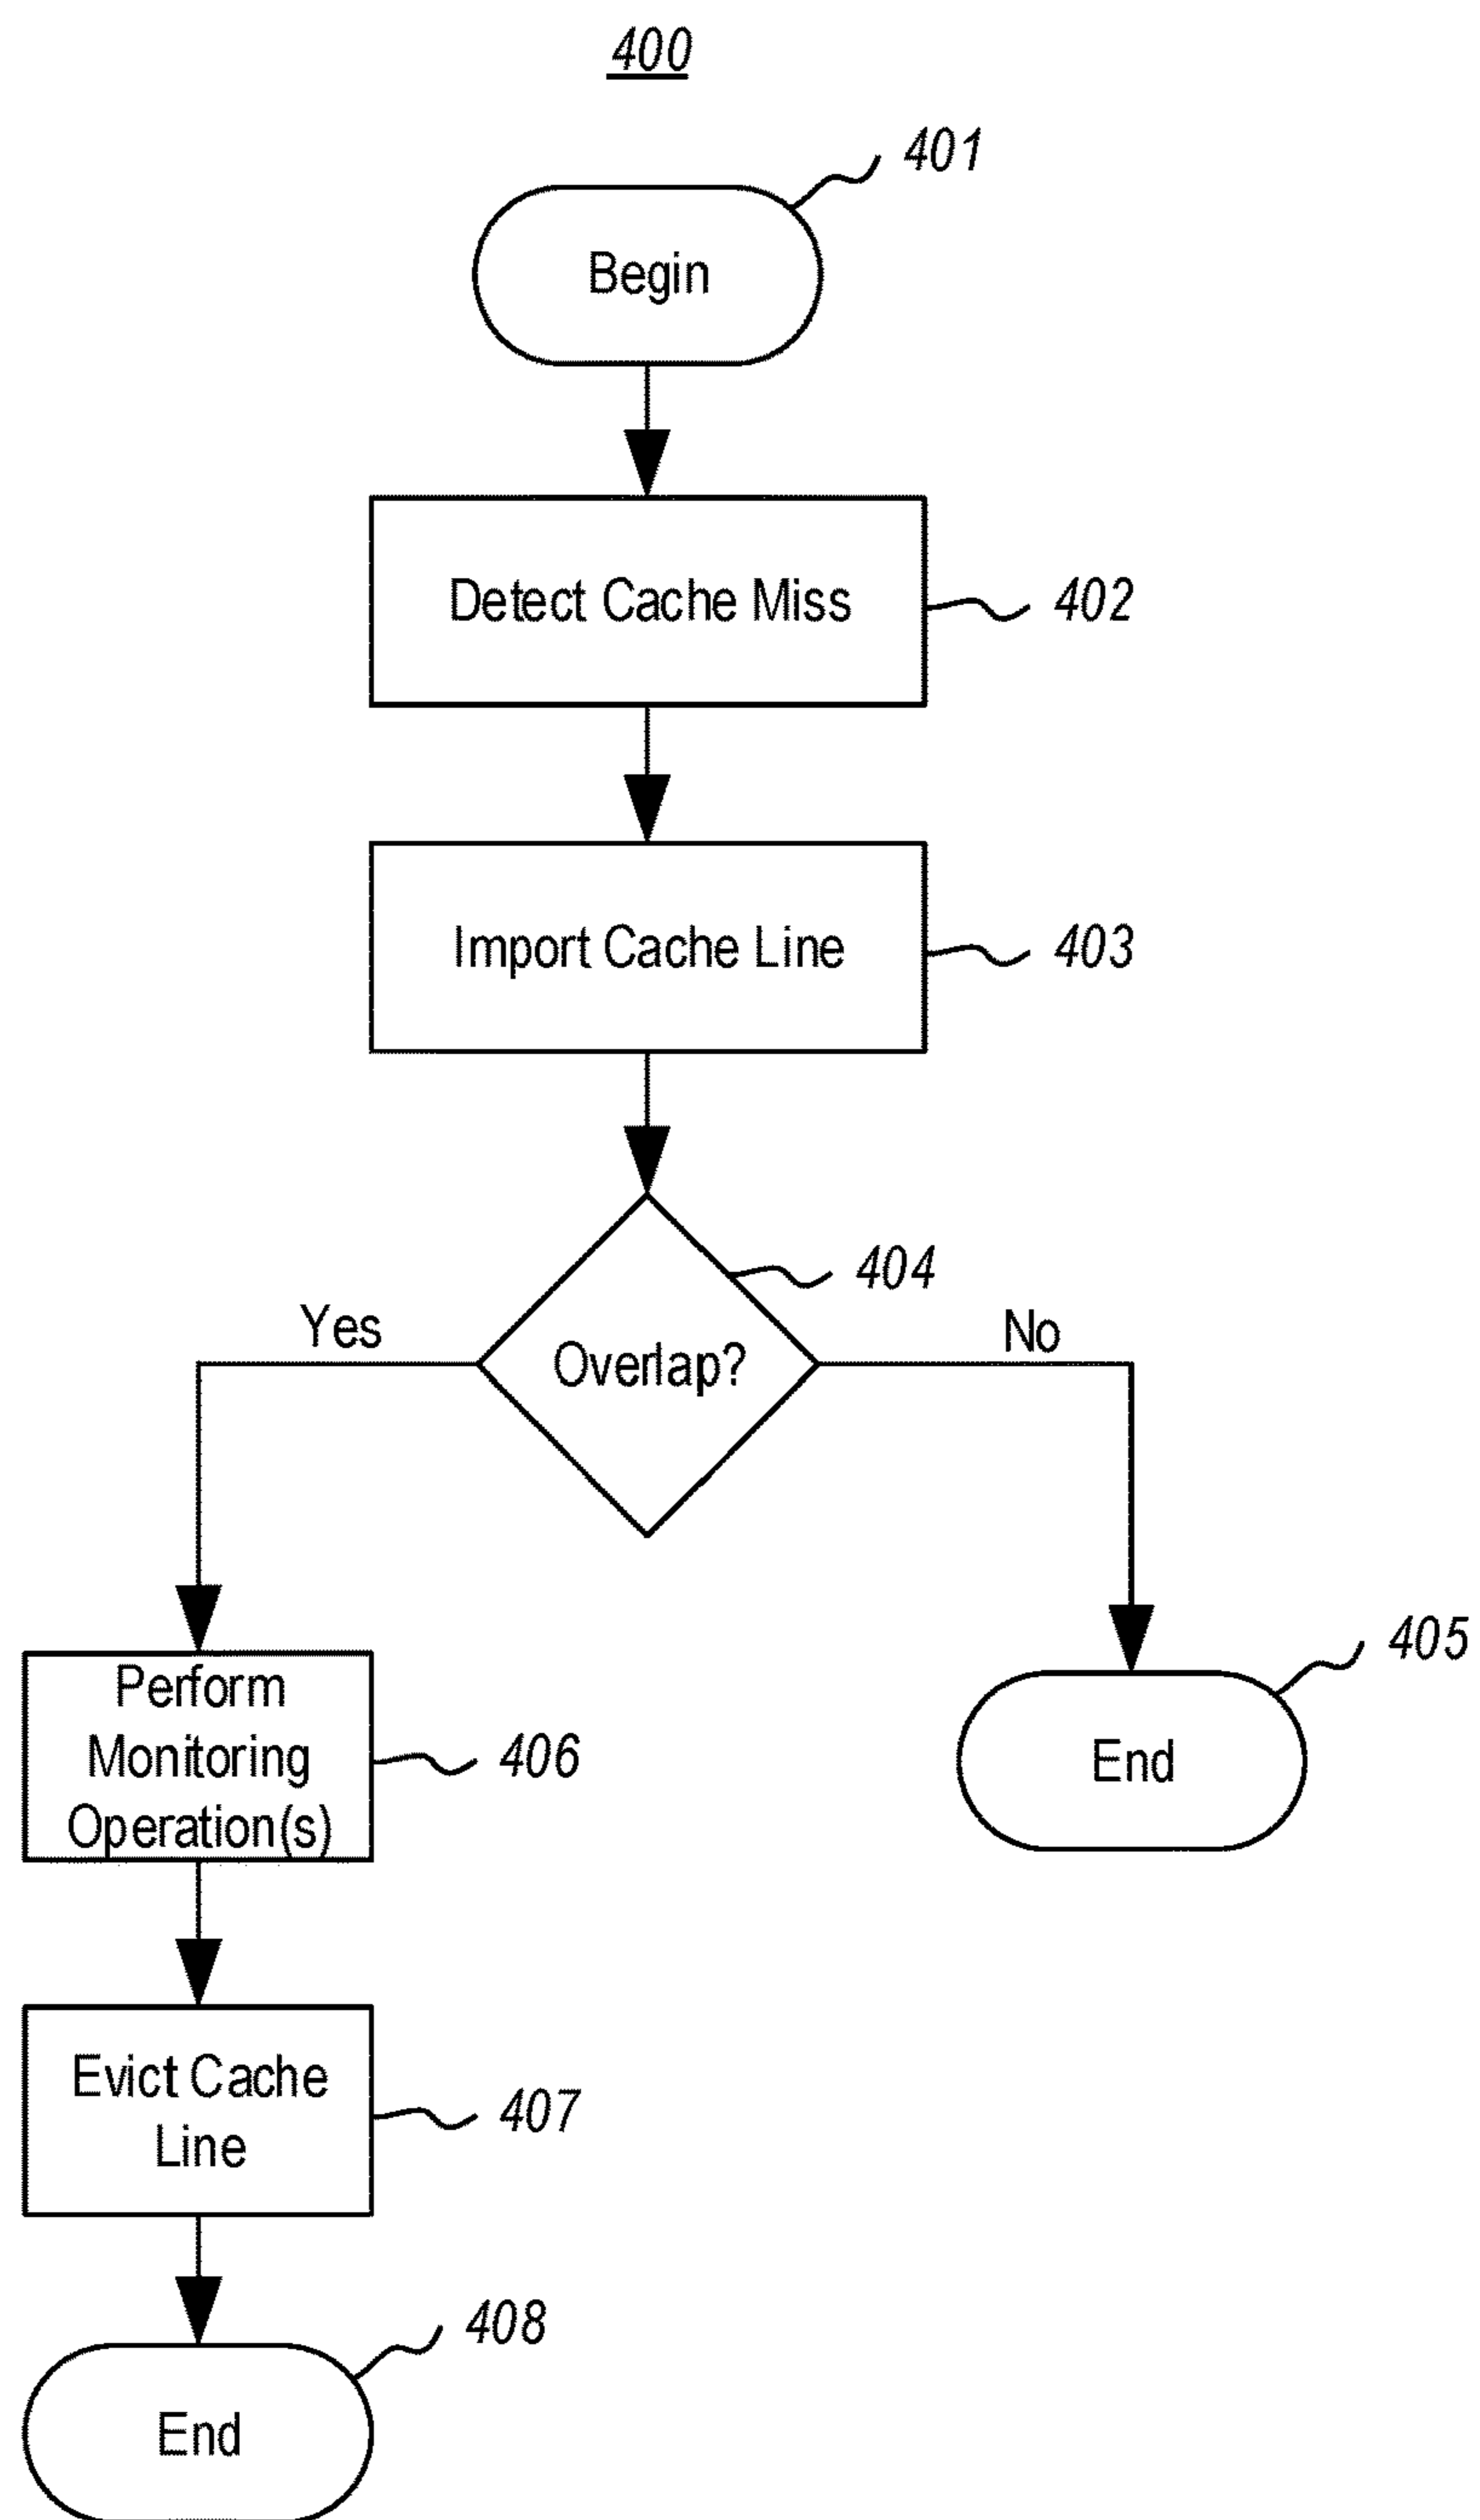 400
401
Begin
Detect Cache Miss
402
Import Cache Line
403
404
Yes
No
Overlap?
405
Perform
Monitoring
Operation(s)
406
End
Evict Cache
Line
407
408
End